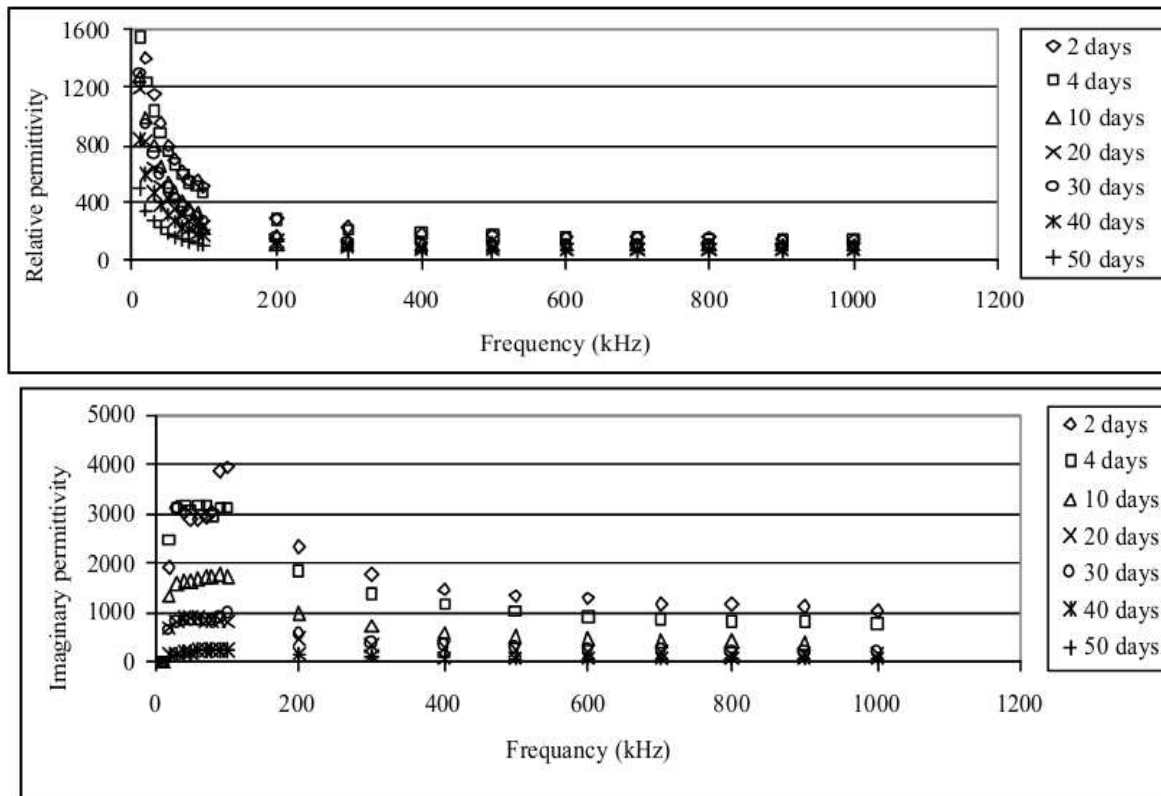 1600
1200
800
400
0
Relative permittivity
0 200 400 600 800 1000 1200
Frequency (kHz)
2 days
4 days
10 days
20 days
30 days
40 days
50 days
5000
4000
3000
2000
1000
0
Imaginary permittivity
0 200 400 600 800 1000 1200
Frequancy (kHz)
2 days
4 days
10 days
20 days
30 days
40 days
50 days